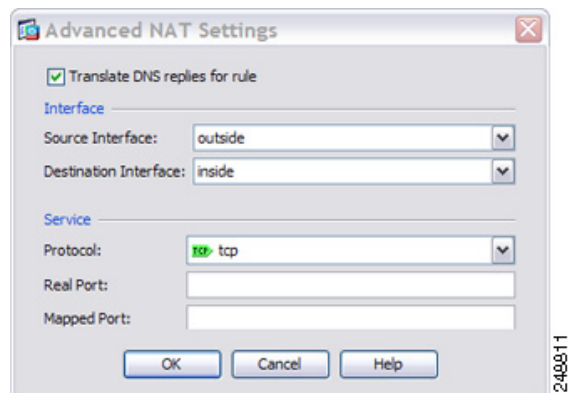 Advanced NAT Settings
Translate DNS replies for rule
Interface
Source Interface: outside
Destination Interface: inside
Service
Protocol: TCP tcp
Real Port:
Mapped Port:
OK Cancel Help
248811